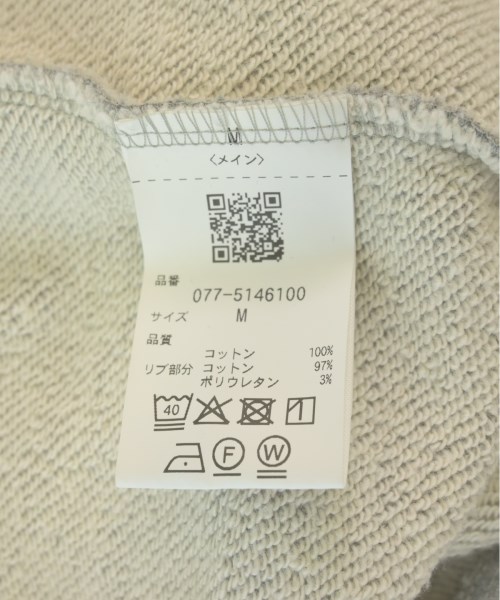 M
〈メイン〉
品番
077-5146100
サイズ M
品質
コットン 100%
リブ部分 コットン 97%
ポリウレタン 3%
40
F W